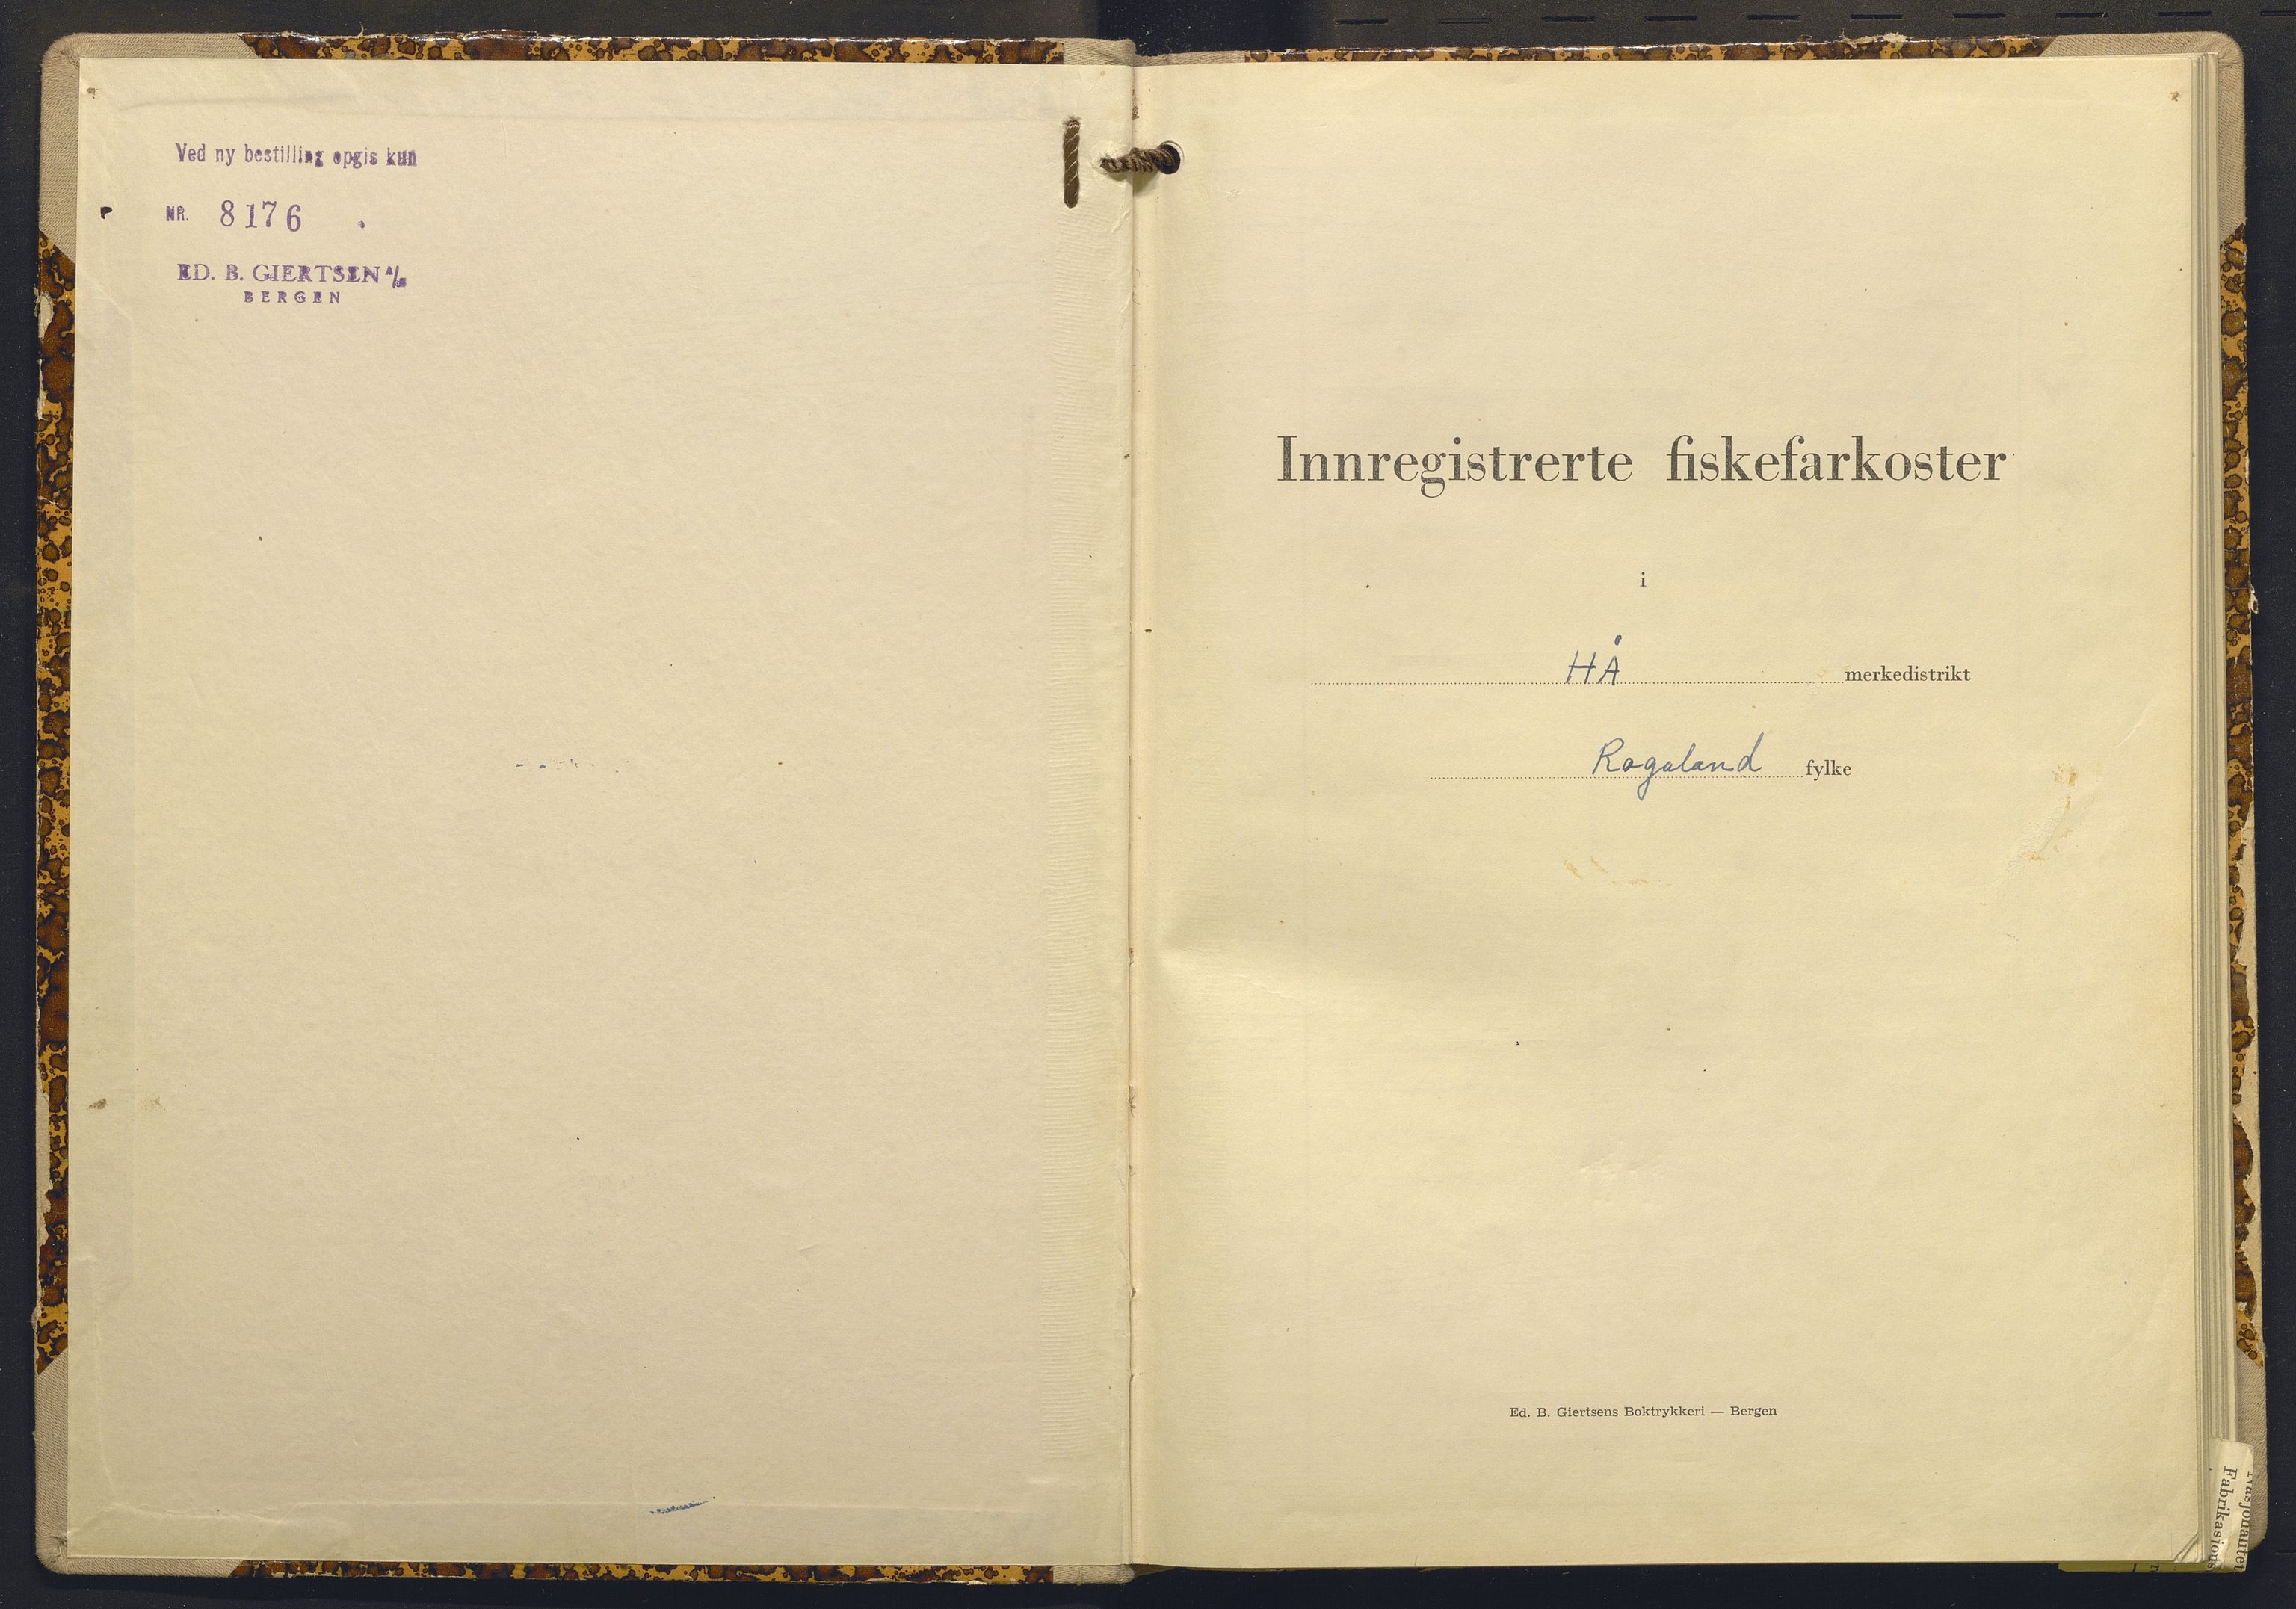 Ved ny bestilling opgis kun
NR. 8176
ED. B. GIERTSEN A/S
BERGEN
Innregistrerte fiskefarkoster
i
HÅ merkedistrikt
Rogaland fylke
Ed. B. Giertsens Boktrykkeri — Bergen
Fabrikasions